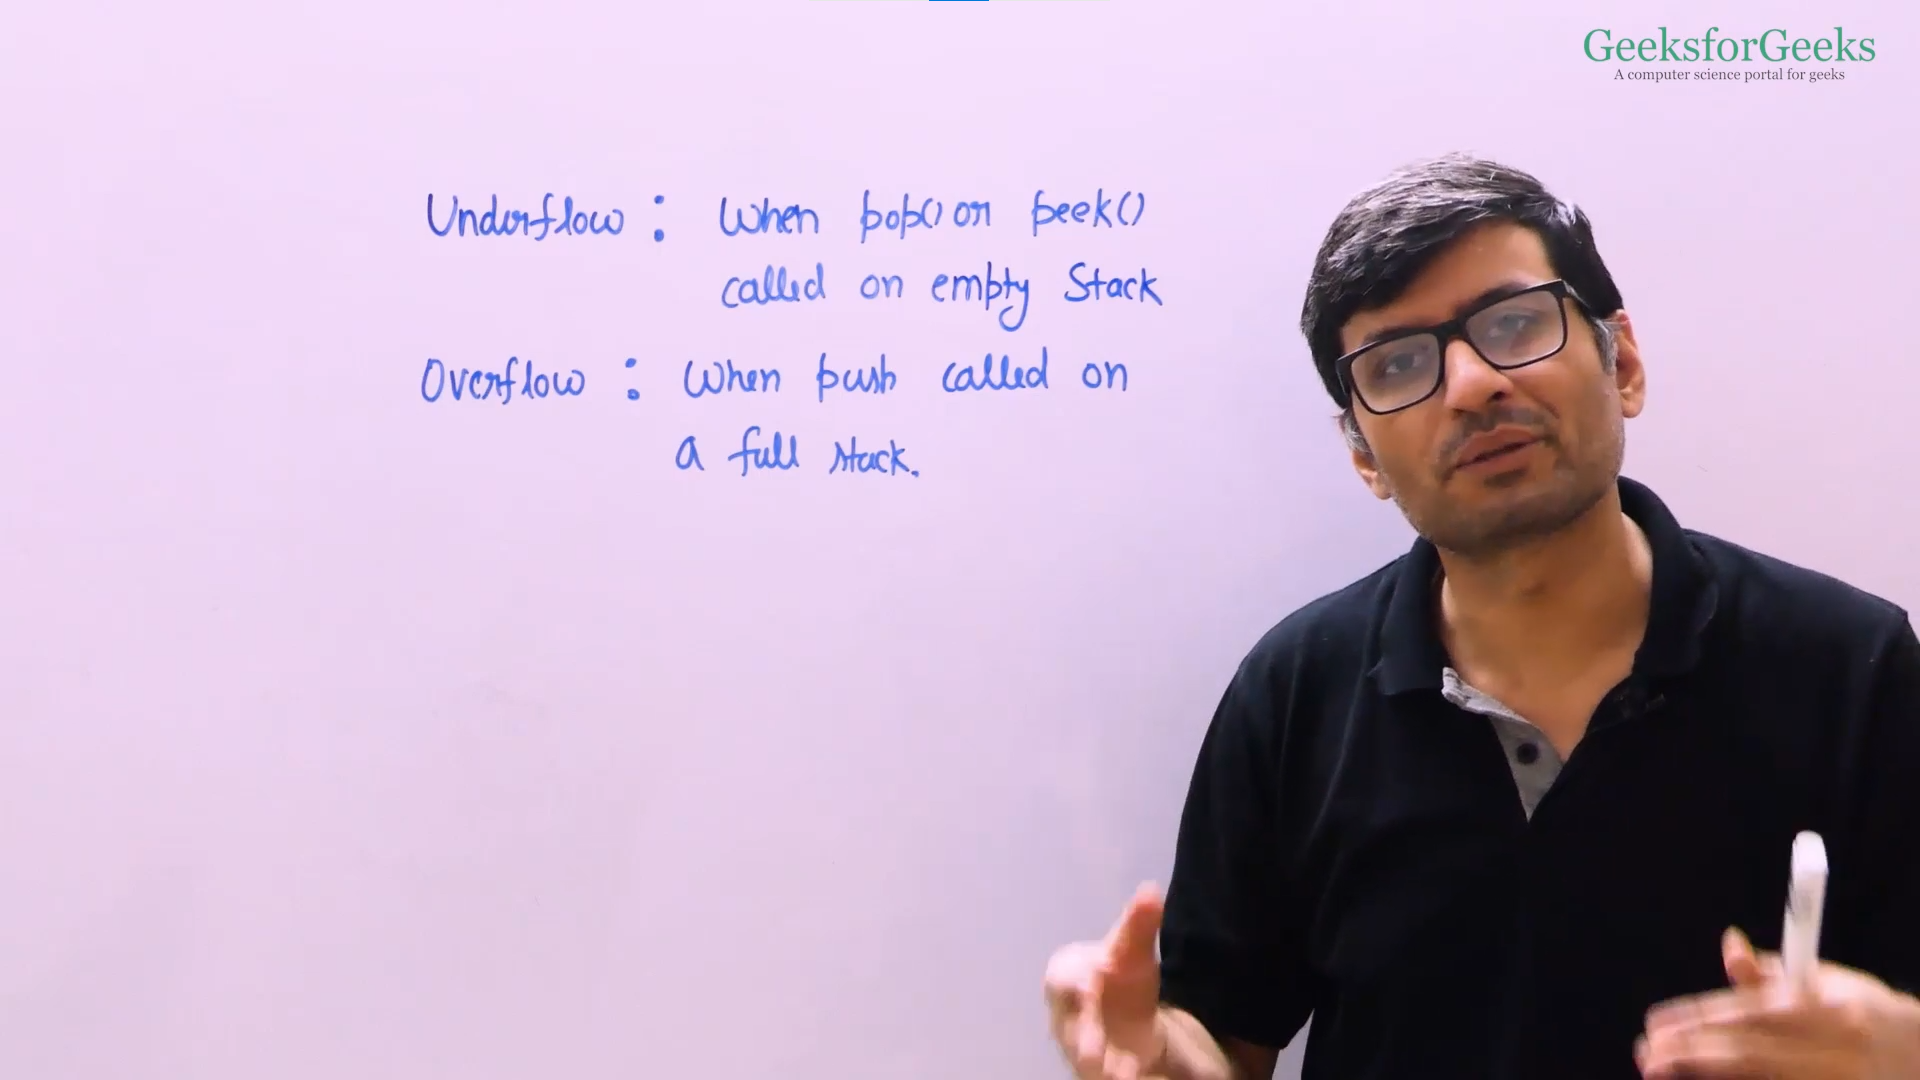 GeeksforGeeks
A computer science portal for geeks
Underflow : When pop() or peek()
called on empty Stack
Overflow : When push called on
a full stack.